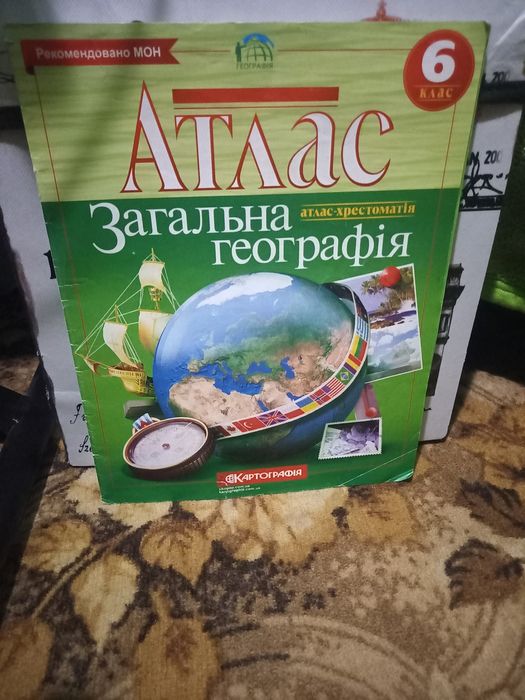 Рекомендовано МОН
ГЕОГРАФІЯ
6
КЛАС
АТЛАС
атлас-хрестоматія
Загальна
географія
КАРТОГРАФІЯ